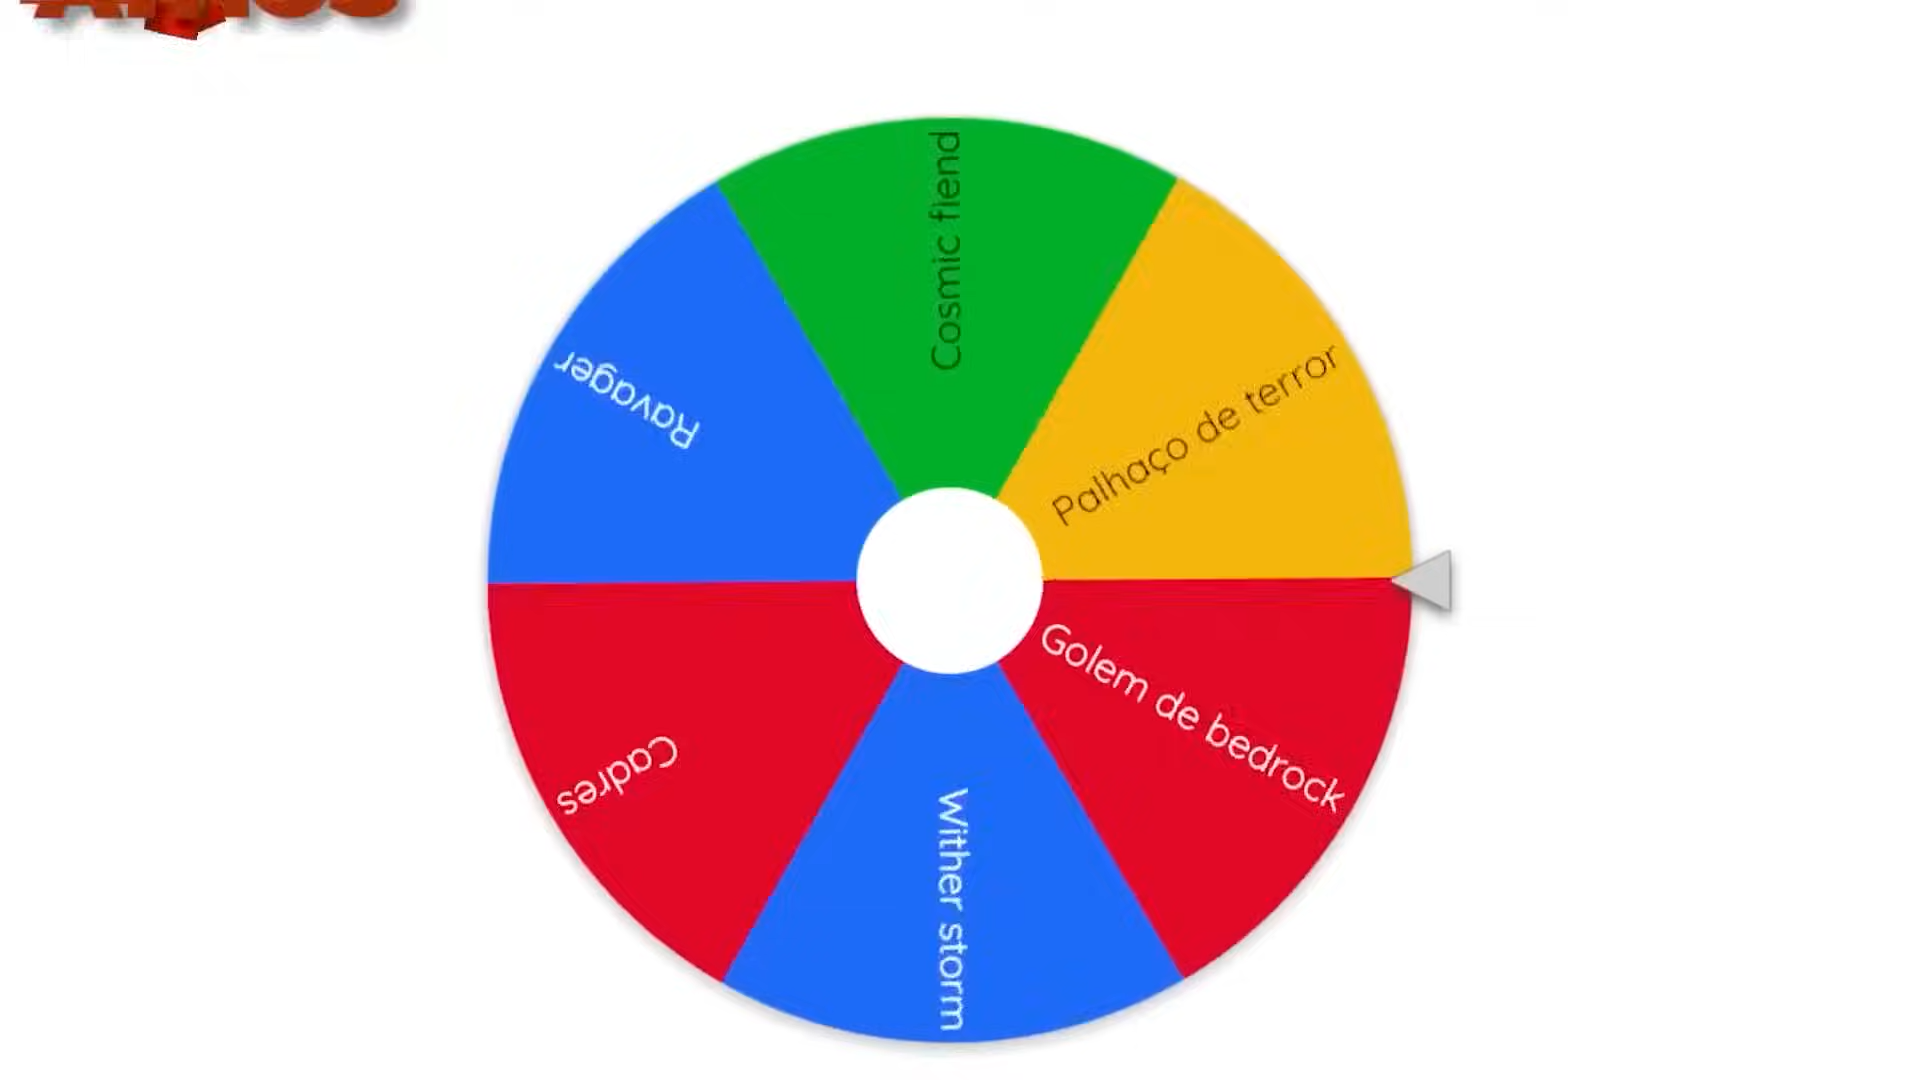 Cosmic fiend
Palhaço de terror
Golem de bedrock
Wither storm
Cadres
Ravager